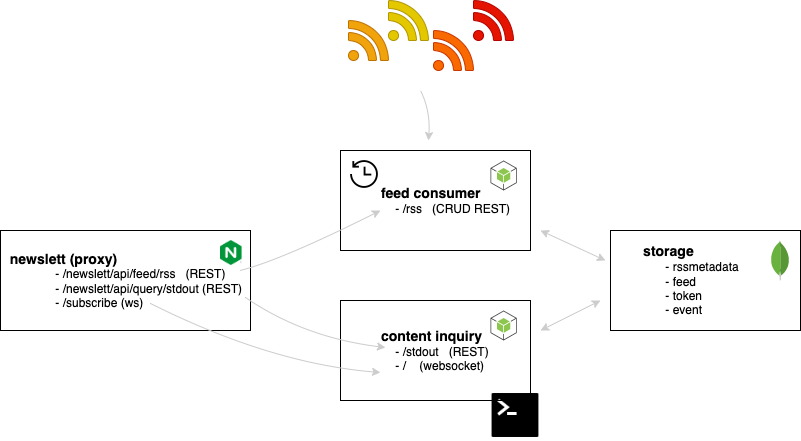 feed consumer
- /rss (CRUD REST)
newslett (proxy)
- /newslett/api/feed/rss (REST)
- /newslett/api/query/stdout (REST)
- /subscribe (ws)
N
storage
- rssmetadata
- feed
- token
- event
content inquiry
- /stdout (REST)
- / (websocket)
>_